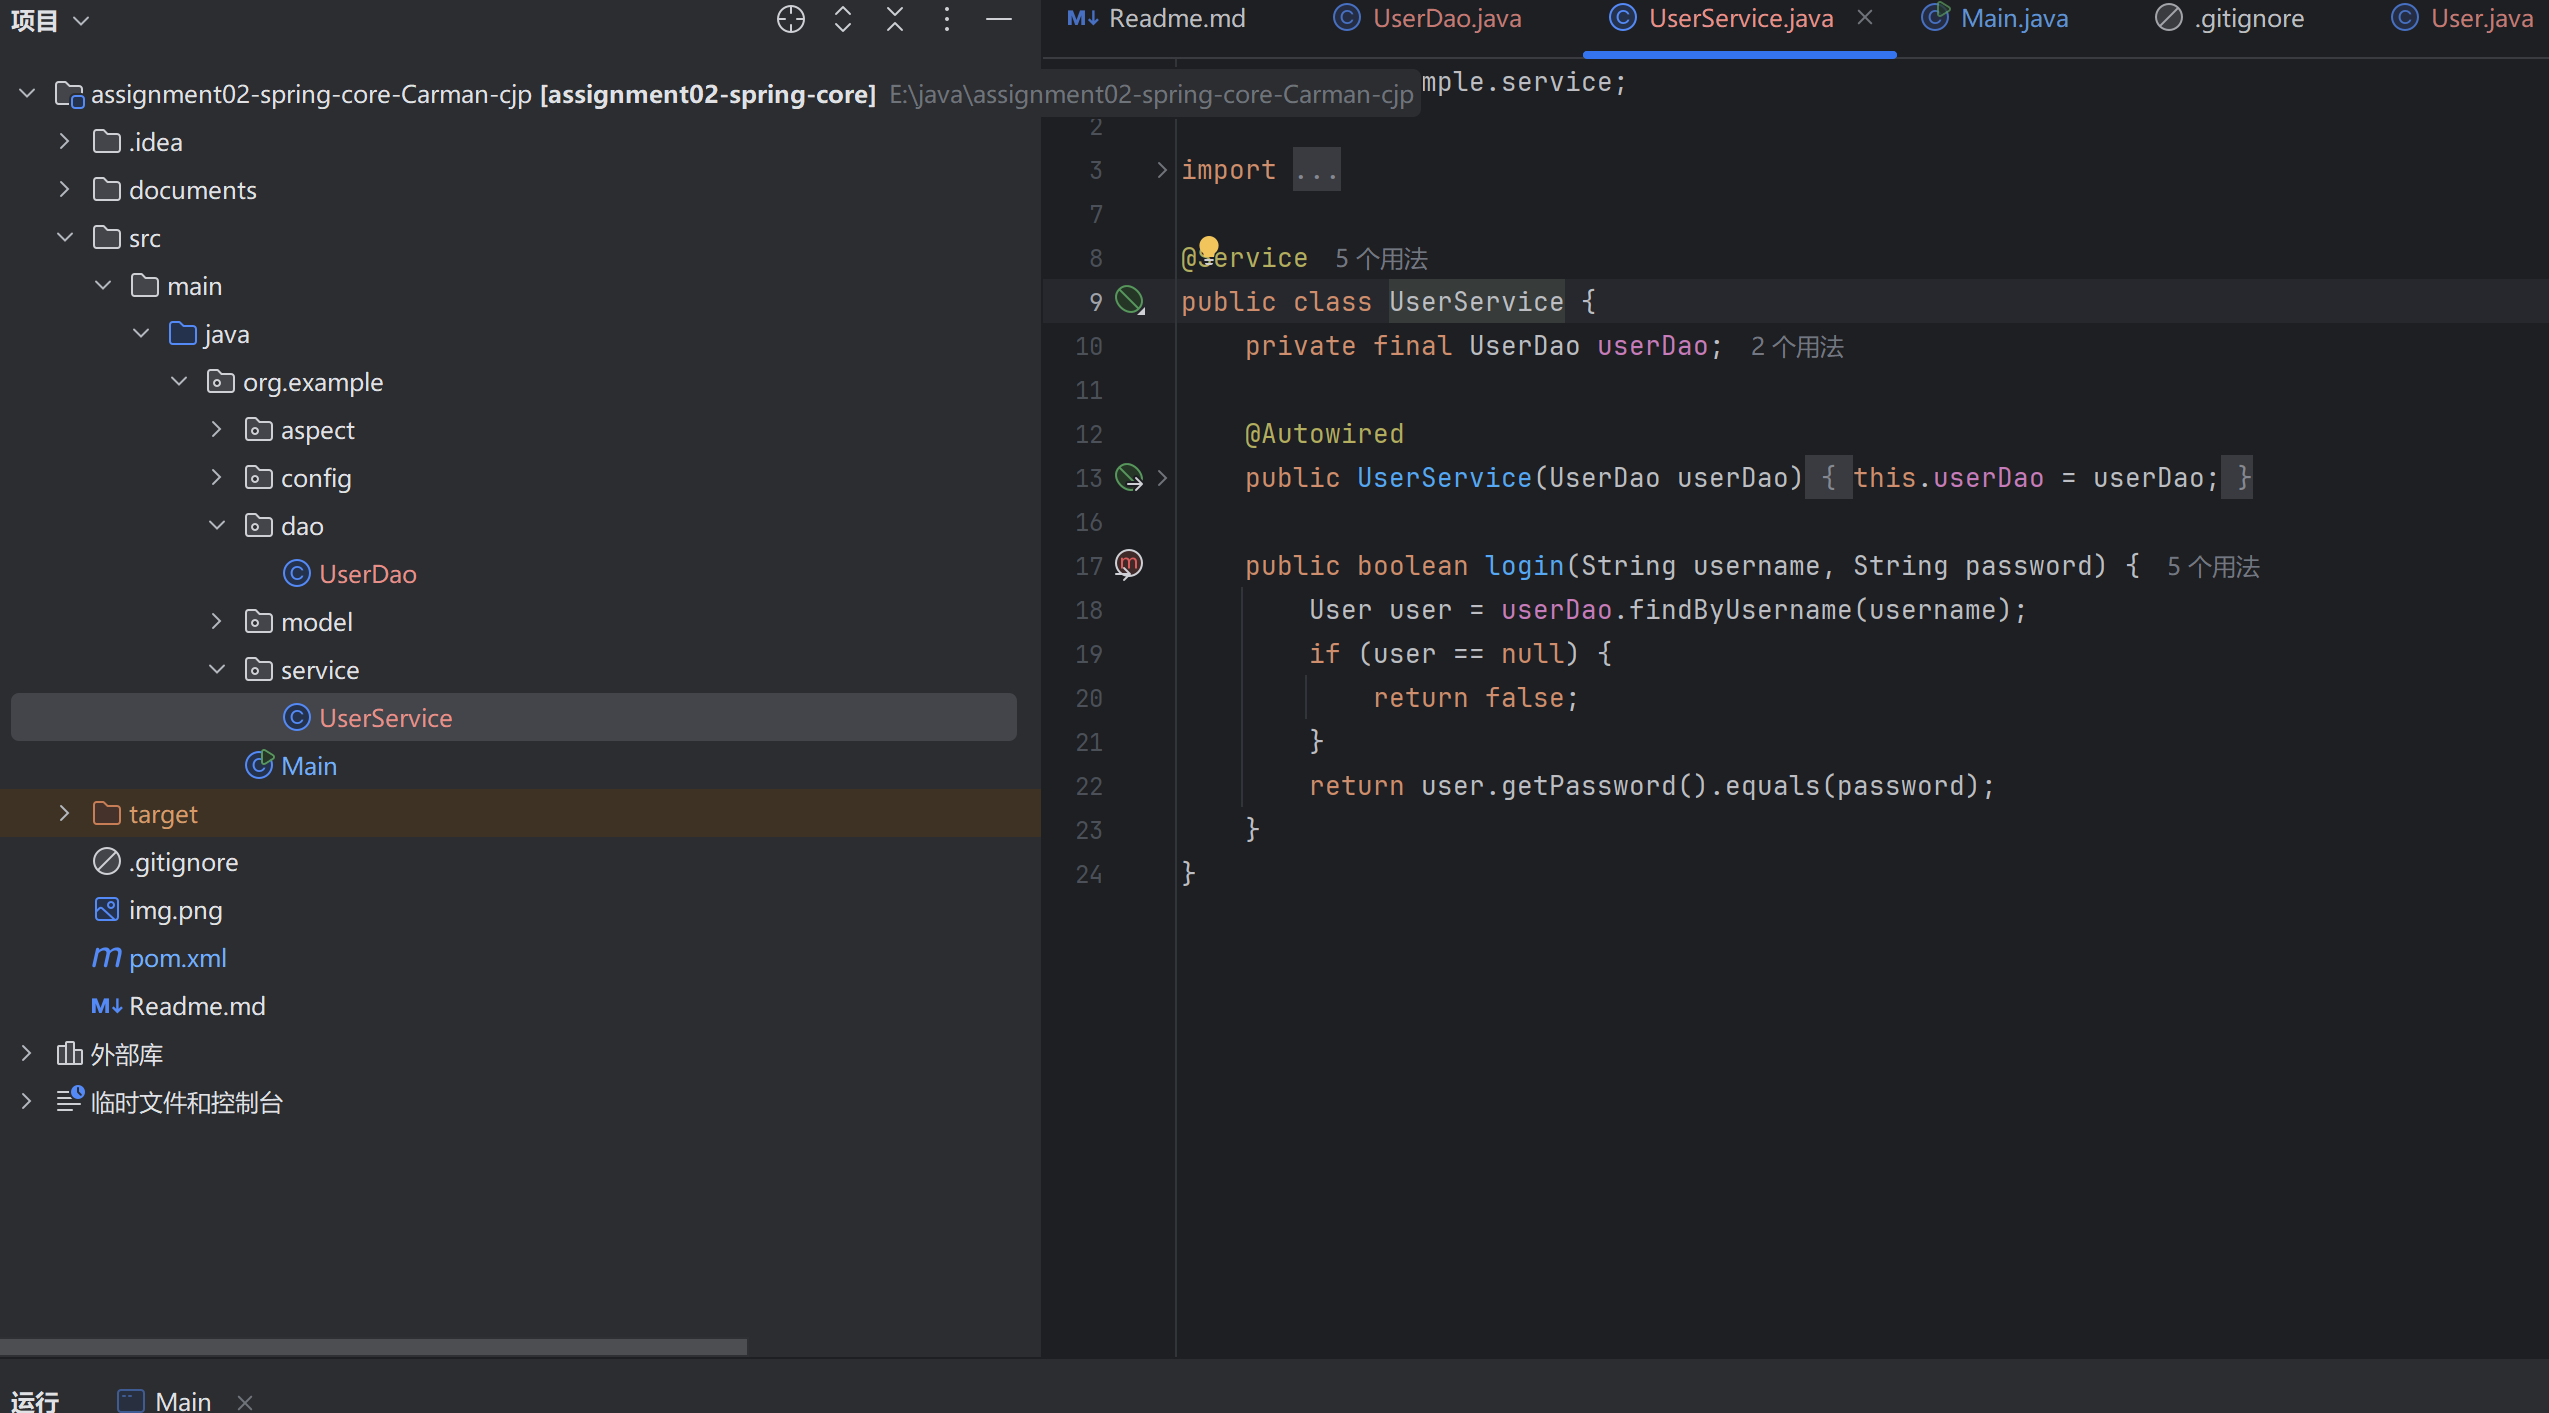 项目
assignment02-spring-core-Carman-cjp [assignment02-spring-core] E:\java\assignment02-spring-core-Carman-cjp
.idea
documents
src
main
java
org.example
aspect
config
dao
UserDao
model
service
UserService
Main
target
.gitignore
img.png
pom.xml
Readme.md
外部库
临时文件和控制台
Readme.md UserDao.java UserService.java Main.java .gitignore User.java
mple.service;
2
3 import ...
7
8 @Service 5 个用法
9 public class UserService {
10 private final UserDao userDao; 2 个用法
11
12 @Autowired
13 public UserService(UserDao userDao) { this.userDao = userDao; }
16
17 public boolean login(String username, String password) { 5 个用法
18 User user = userDao.findByUsername(username);
19 if (user == null) {
20 return false;
21 }
22 return user.getPassword().equals(password);
23 }
24 }
运行 Main